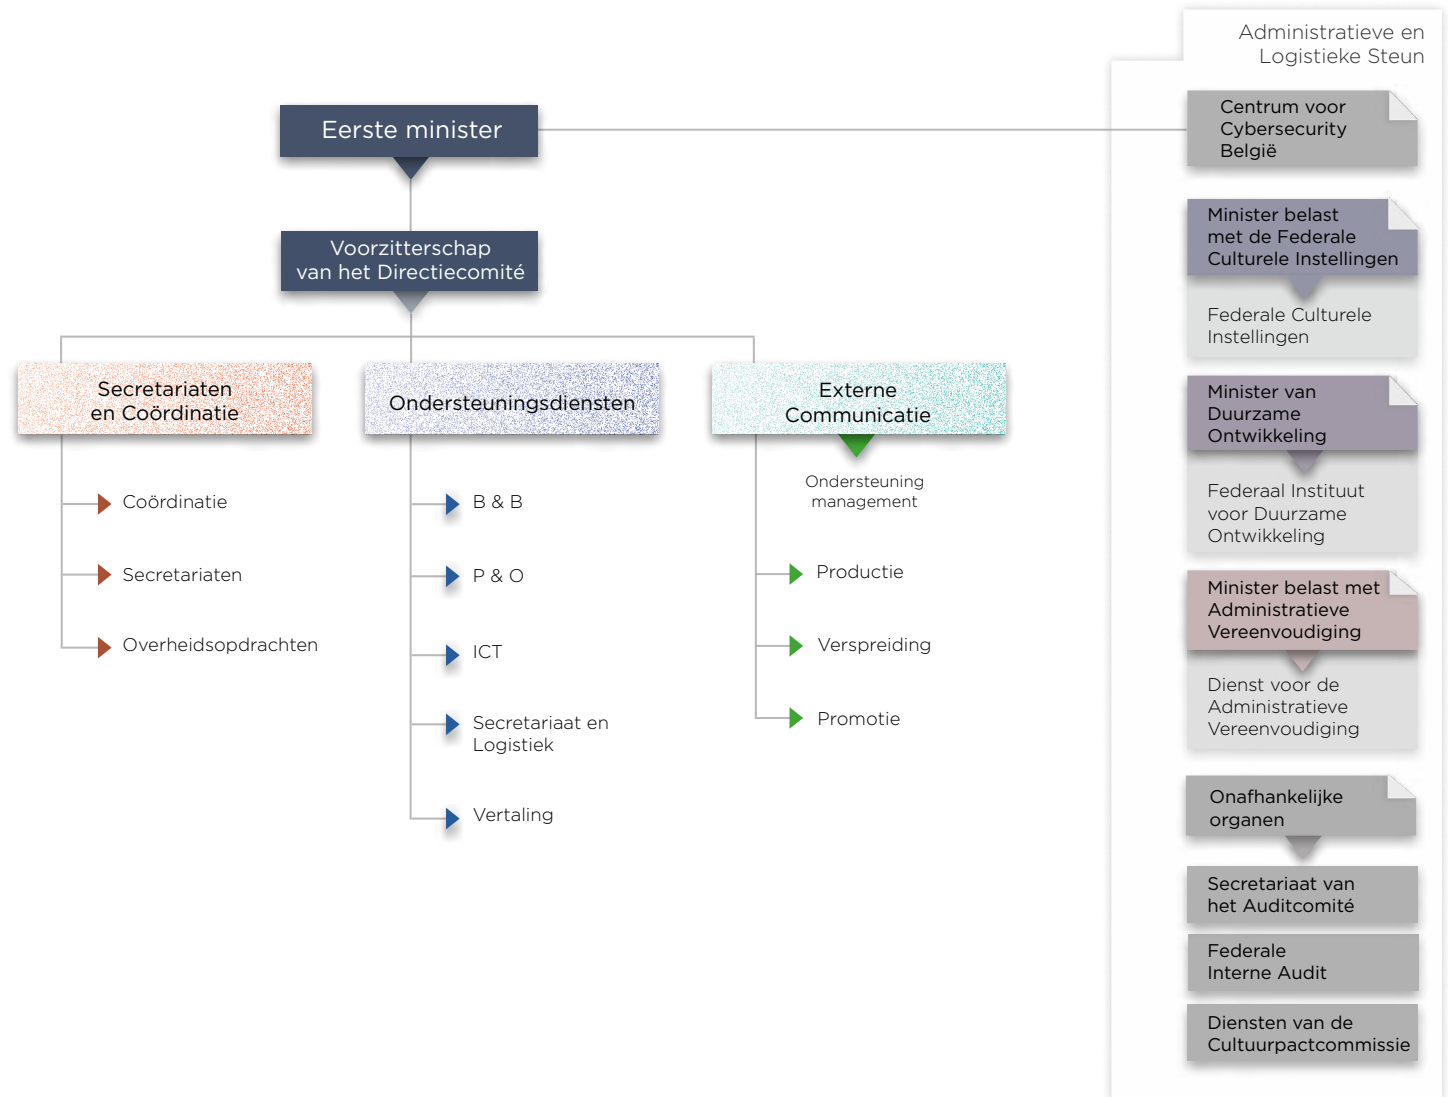 Administratieve en
Logistieke Steun
Eerste minister
Voorzitterschap
van het Directiecomité
Secretariaten
en Coördinatie
Coördinatie
Secretariaten
Overheidsopdrachten
Ondersteuningsdiensten
B & B
P & O
ICT
Secretariaat en
Logistiek
Vertaling
Externe
Communicatie
Ondersteuning
management
Productie
Verspreiding
Promotie
Centrum voor
Cybersecurity
België
Minister belast
met de Federale
Culturele Instellingen
Federale Culturele
Instellingen
Minister van
Duurzame
Ontwikkeling
Federaal Instituut
voor Duurzame
Ontwikkeling
Minister belast met
Administratieve
Vereenvoudiging
Dienst voor de
Administratieve
Vereenvoudiging
Onafhankelijke
organen
Secretariaat van
het Auditcomité
Federale
Interne Audit
Diensten van de
Cultuurpactcommissie